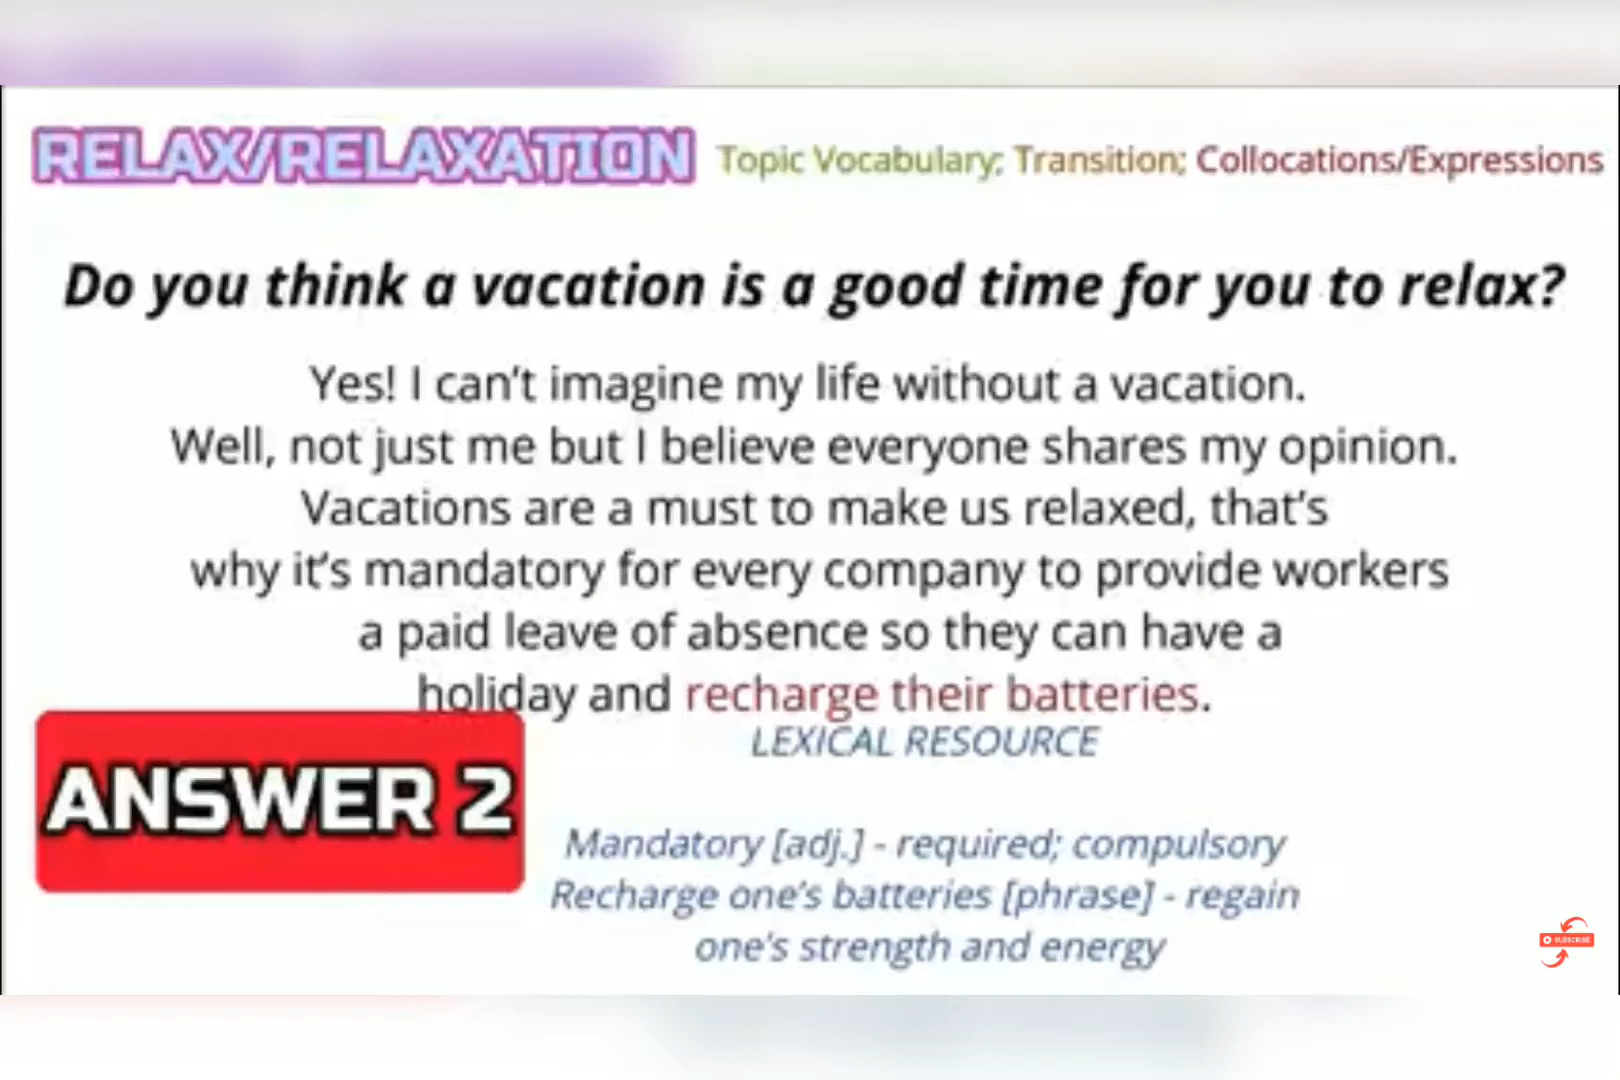 RELAX/RELAXATION Topic Vocabulary; Transition; Collocations/Expressions
Do you think a vacation is a good time for you to relax?
Yes! I can't imagine my life without a vacation.
Well, not just me but I believe everyone shares my opinion.
Vacations are a must to make us relaxed, that's
why it's mandatory for every company to provide workers
a paid leave of absence so they can have a
holiday and recharge their batteries.
LEXICAL RESOURCE
ANSWER 2
Mandatory [adj.] - required; compulsory
Recharge one's batteries [phrase] - regain
one's strength and energy
SUBSCRIBE